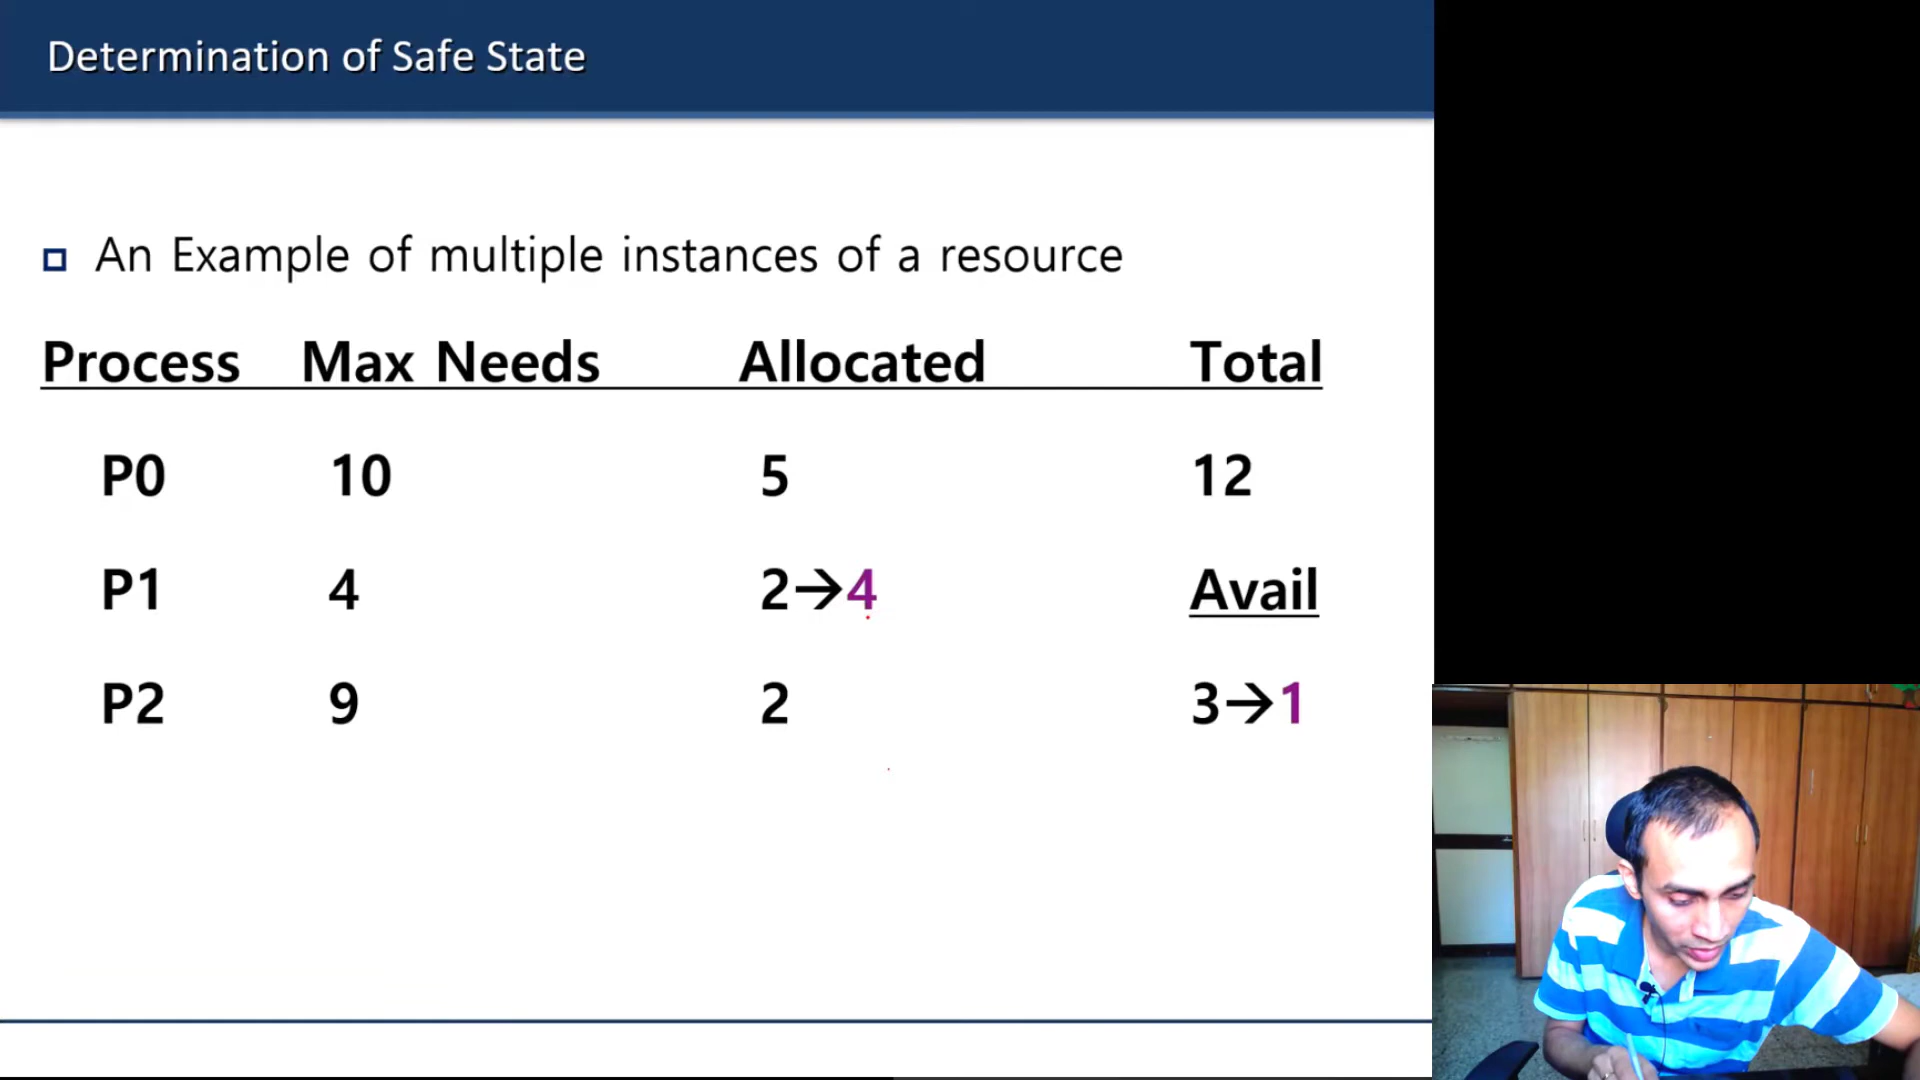 Determination of Safe State
An Example of multiple instances of a resource
Process Max Needs Allocated Total
P0 10 5 12
P1 4 2→4 Avail
P2 9 2 3→1